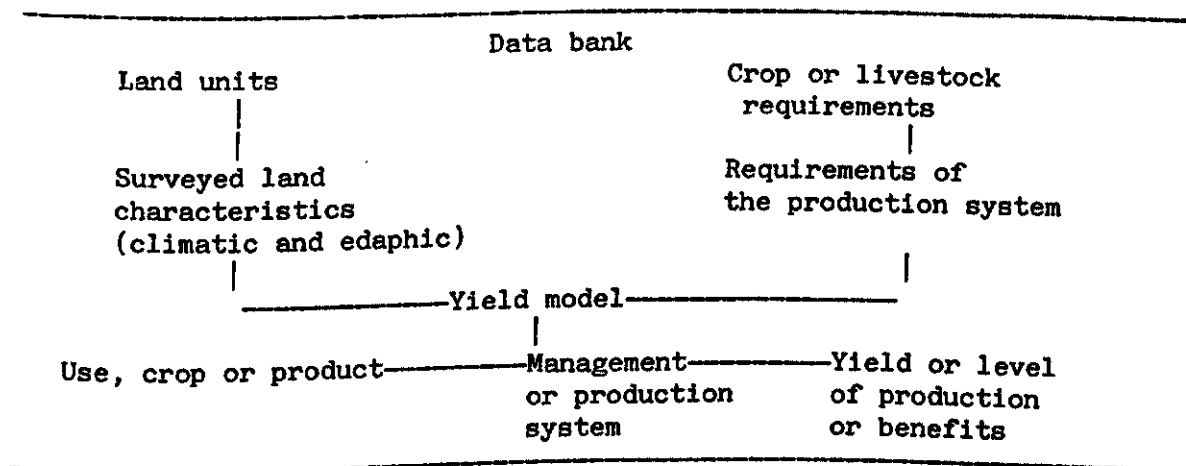 Data bank
Land units
Crop or livestock
requirements
Surveyed land
characteristics
(climatic and edaphic)
Requirements of
the production system
Yield model
Use, crop or product
Management
or production
system
Yield or level
of production
or benefits